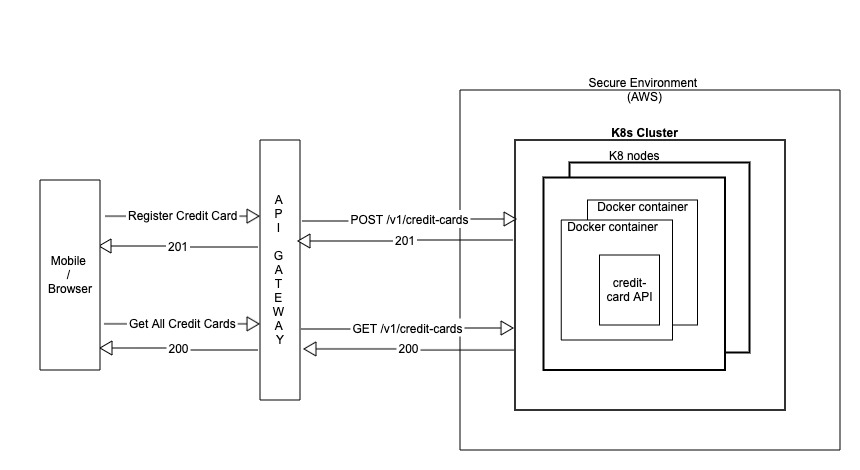 Secure Environment
(AWS)
K8s Cluster
K8 nodes
Docker container
Docker container
credit-
card API
A
P
I
G
A
T
E
W
A
Y
Mobile
/
Browser
Register Credit Card
201
Get All Credit Cards
200
POST /v1/credit-cards
201
GET /v1/credit-cards
200